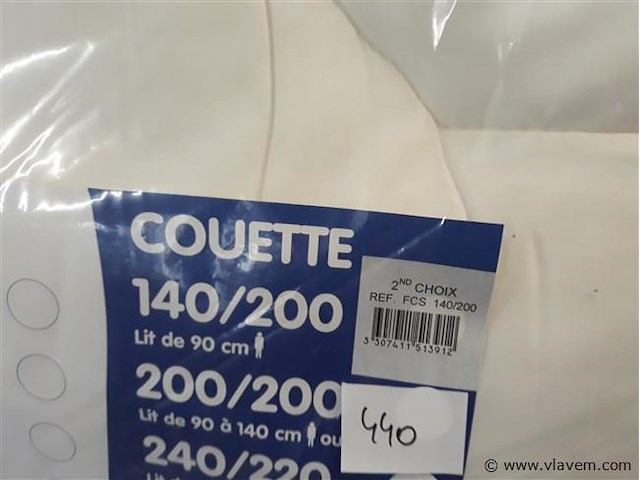 COUETTE
140/200
Lit de 90 cm
200/200
Lit de 90 à 140 cm ou
240/220
2ND CHOIX
REF. FCS 140/200
3 307411 513912
440
© www.vlavem.com